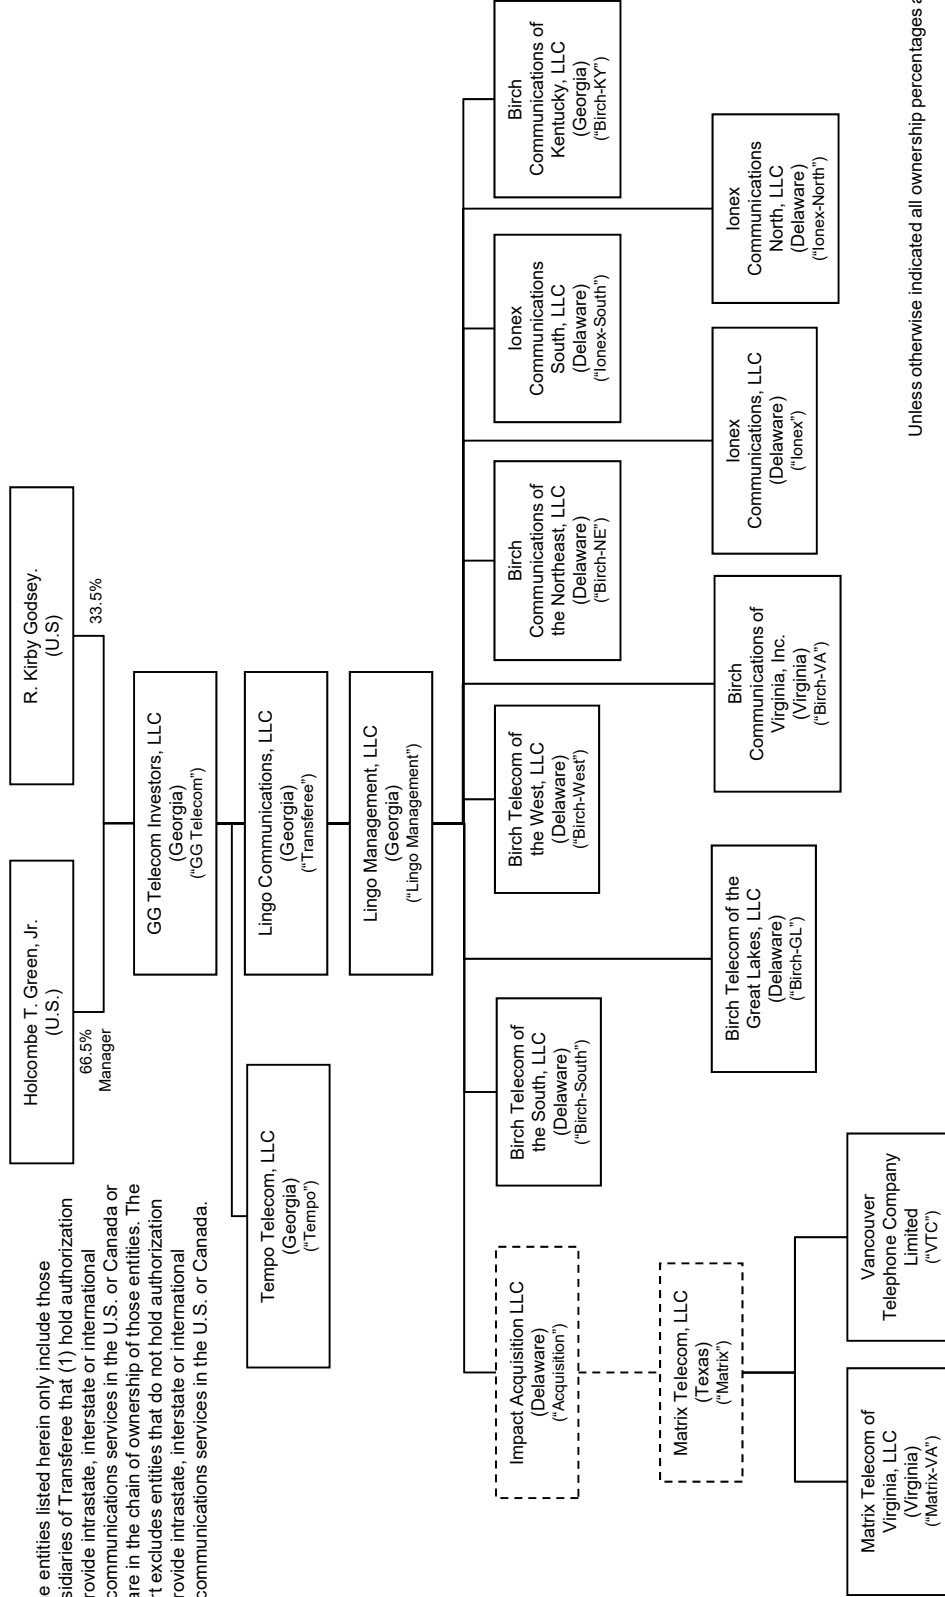 Holcombe T. Green, Jr.
(U.S.)
R. Kirby Godsey.
(U.S)
66.5%
Manager
33.5%
entities listed herein only include those
of Transferee that (1) hold authorization
intrastate, interstate or international
services in the U.S. or Canada or
are in the chain of ownership of those entities. The
excludes entities that do not hold authorization
intrastate, interstate or international
services in the U.S. or Canada.
GG Telecom Investors, LLC
(Georgia)
(“GG Telecom”)
Tempo Telecom, LLC
(Georgia)
(“Tempo”)
Lingo Communications, LLC
(Georgia)
(“Transferee”)
Lingo Management, LLC
(Georgia)
(“Lingo Management”)
Impact Acquisition LLC
(Delaware)
(“Acquisition”)
Birch Telecom of
the South, LLC
(Delaware)
(“Birch-South”)
Birch Telecom of
the West, LLC
(Delaware)
(“Birch-West”)
Birch
Communications of
the Northeast, LLC
(Delaware)
(“Birch-NE”)
Ionex
Communications
South, LLC
(Delaware)
(“Ionex-South”)
Birch
Communications of
Kentucky, LLC
(Georgia)
(“Birch-KY”)
Matrix Telecom, LLC
(Texas)
(“Matrix”)
Birch Telecom of the
Great Lakes, LLC
(Delaware)
(“Birch-GL”)
Birch
Communications of
Virginia, Inc.
(Virginia)
(“Birch-VA”)
Ionex
Communications, LLC
(Delaware)
(“Ionex”)
Ionex
Communications
North, LLC
(Delaware)
(“Ionex-North”)
Matrix Telecom of
Virginia, LLC
(Virginia)
(“Matrix-VA”)
Vancouver
Telephone Company
Limited
(“VTC”)
Unless otherwise indicated all ownership percentages